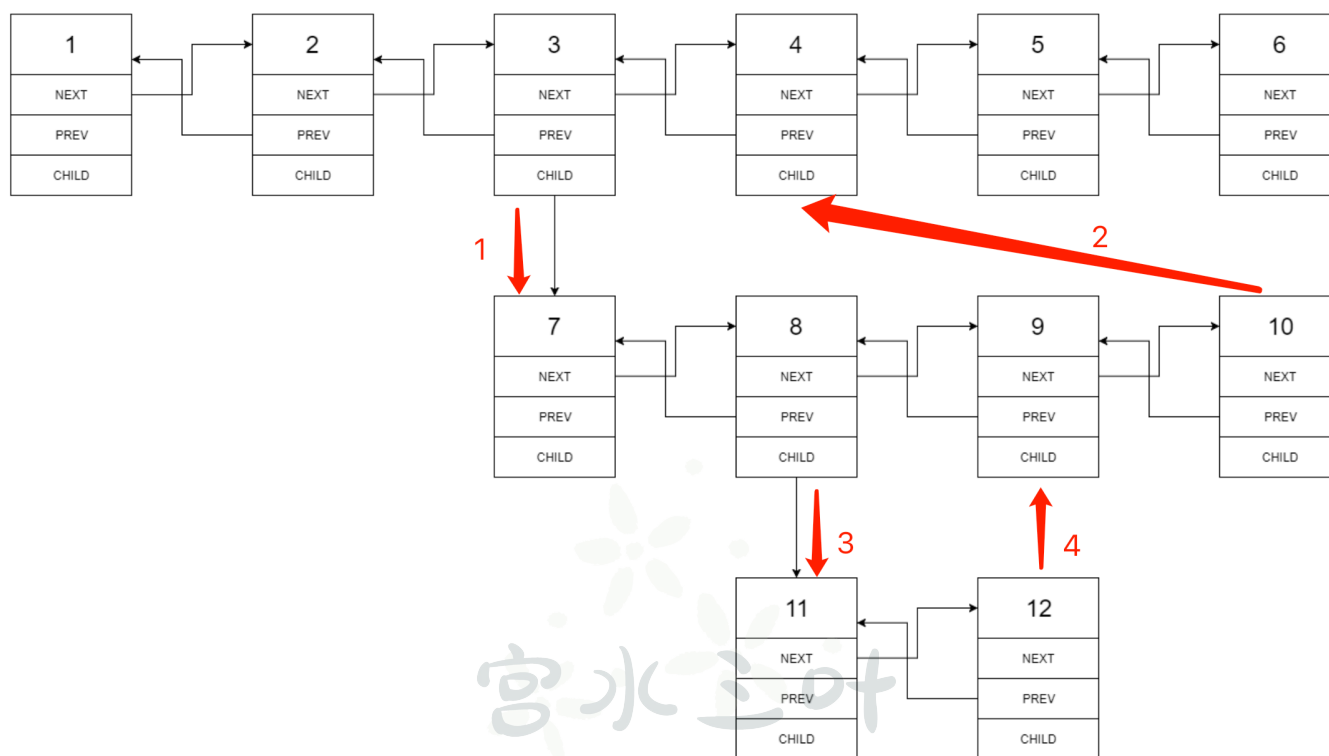 1 2 3 4 5 6
NEXT NEXT NEXT NEXT NEXT NEXT
PREV PREV PREV PREV PREV PREV
CHILD CHILD CHILD CHILD CHILD CHILD
1 2
7 8 9 10
NEXT NEXT NEXT NEXT
PREV PREV PREV PREV
CHILD CHILD CHILD CHILD
3 4
11 12
NEXT NEXT
PREV PREV
CHILD CHILD
宫水三叶